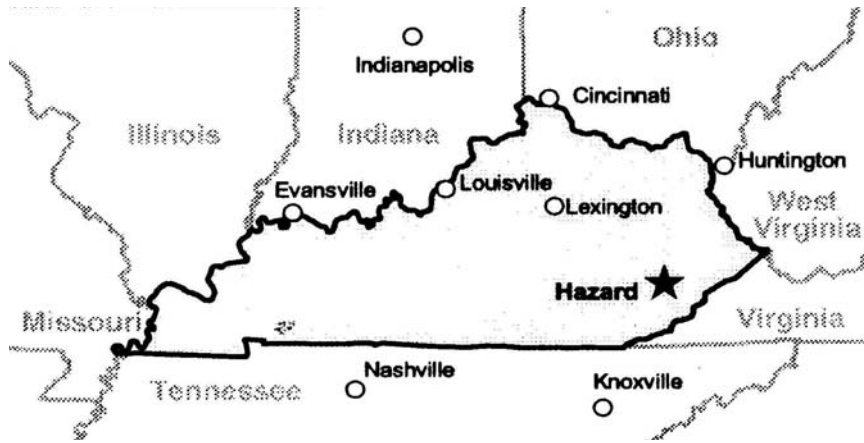 Ohio
Indianapolis
Cincinnati
Illinois
Indiana
Huntington
Evansville
Louisville
Lexington
West
Virginia
Hazard
Missouri
Virginia
Tennessee
Nashville
Knoxville